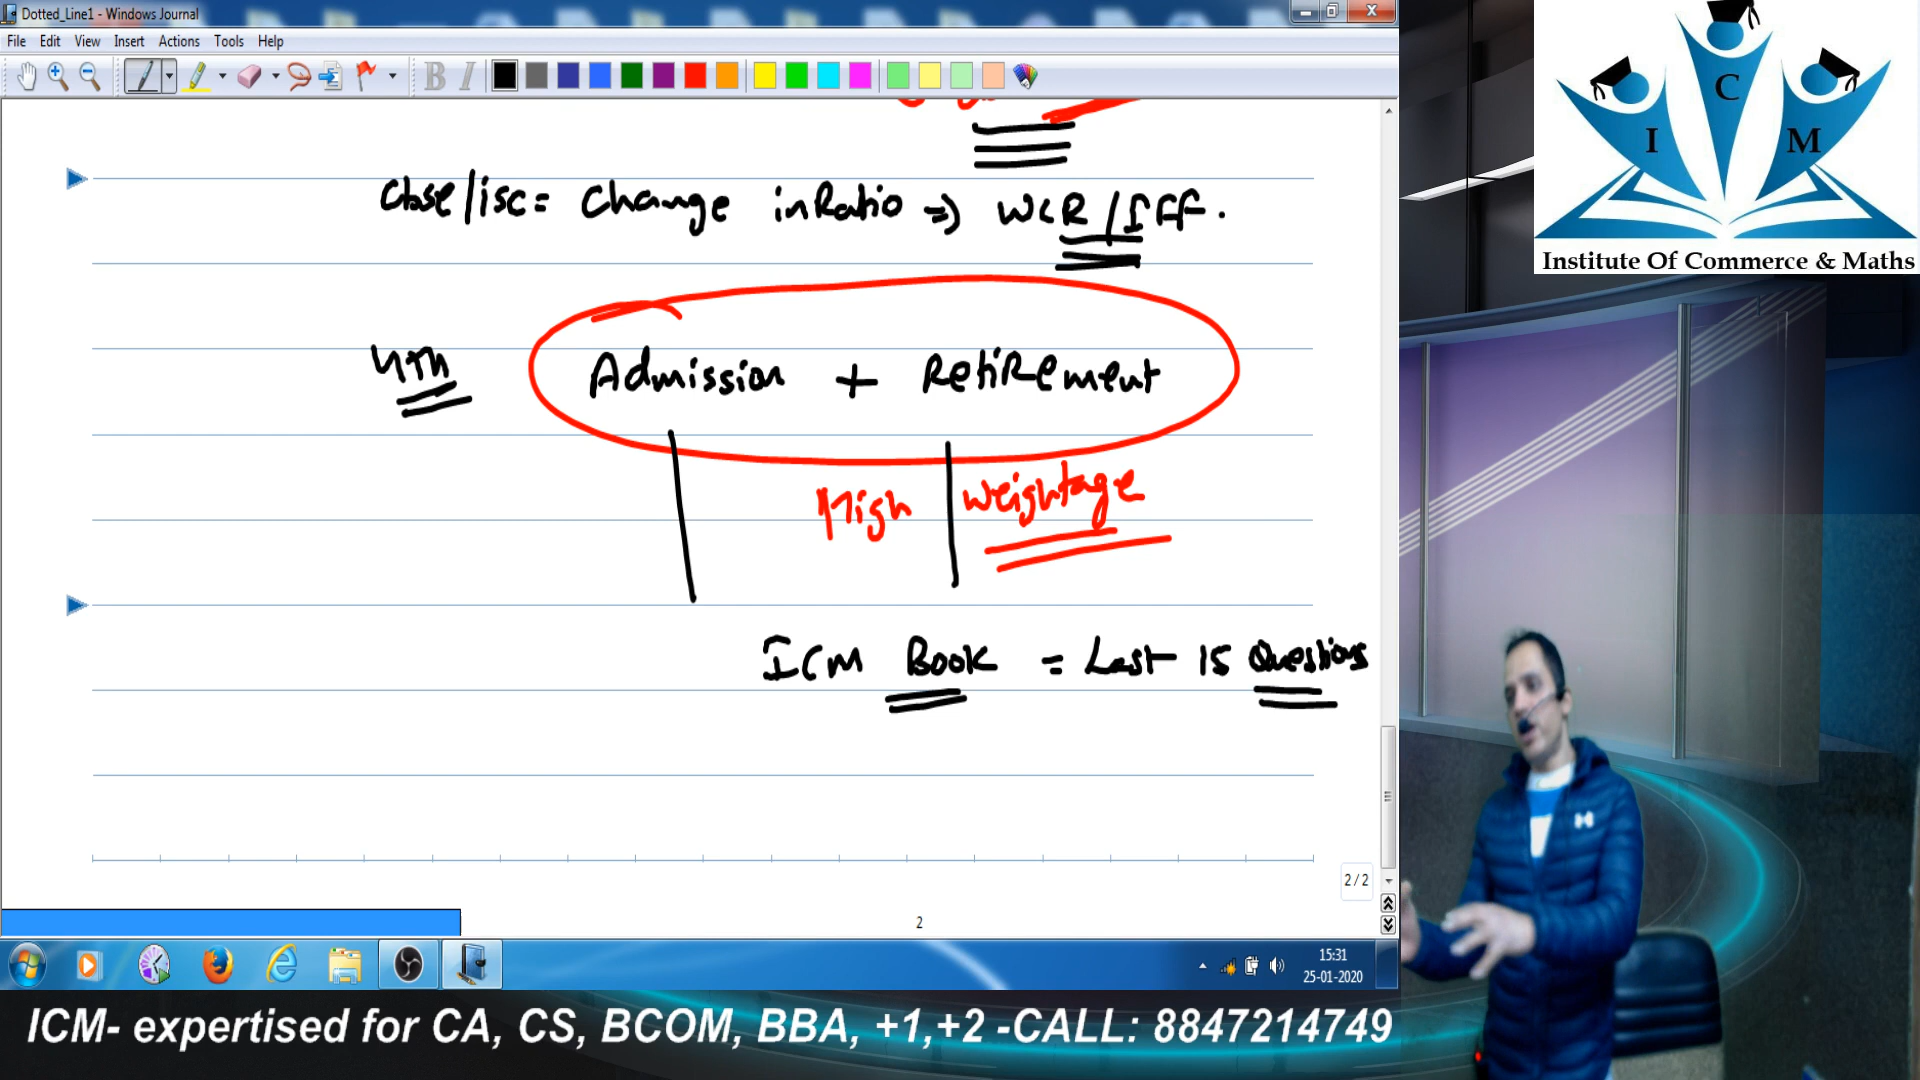 Dotted_Line1 - Windows Journal
File Edit View Insert Actions Tools Help
B I
Cbse/isc = Change in Ratio => WCR/IFF.
4th
Admission + Retirement
High Weightage
ICM Book = Last 15 Questions
2/2
2
15:31
25-01-2020
I C M
Institute Of Commerce & Maths
ICM- expertised for CA, CS, BCOM, BBA, +1,+2 -CALL: 8847214749